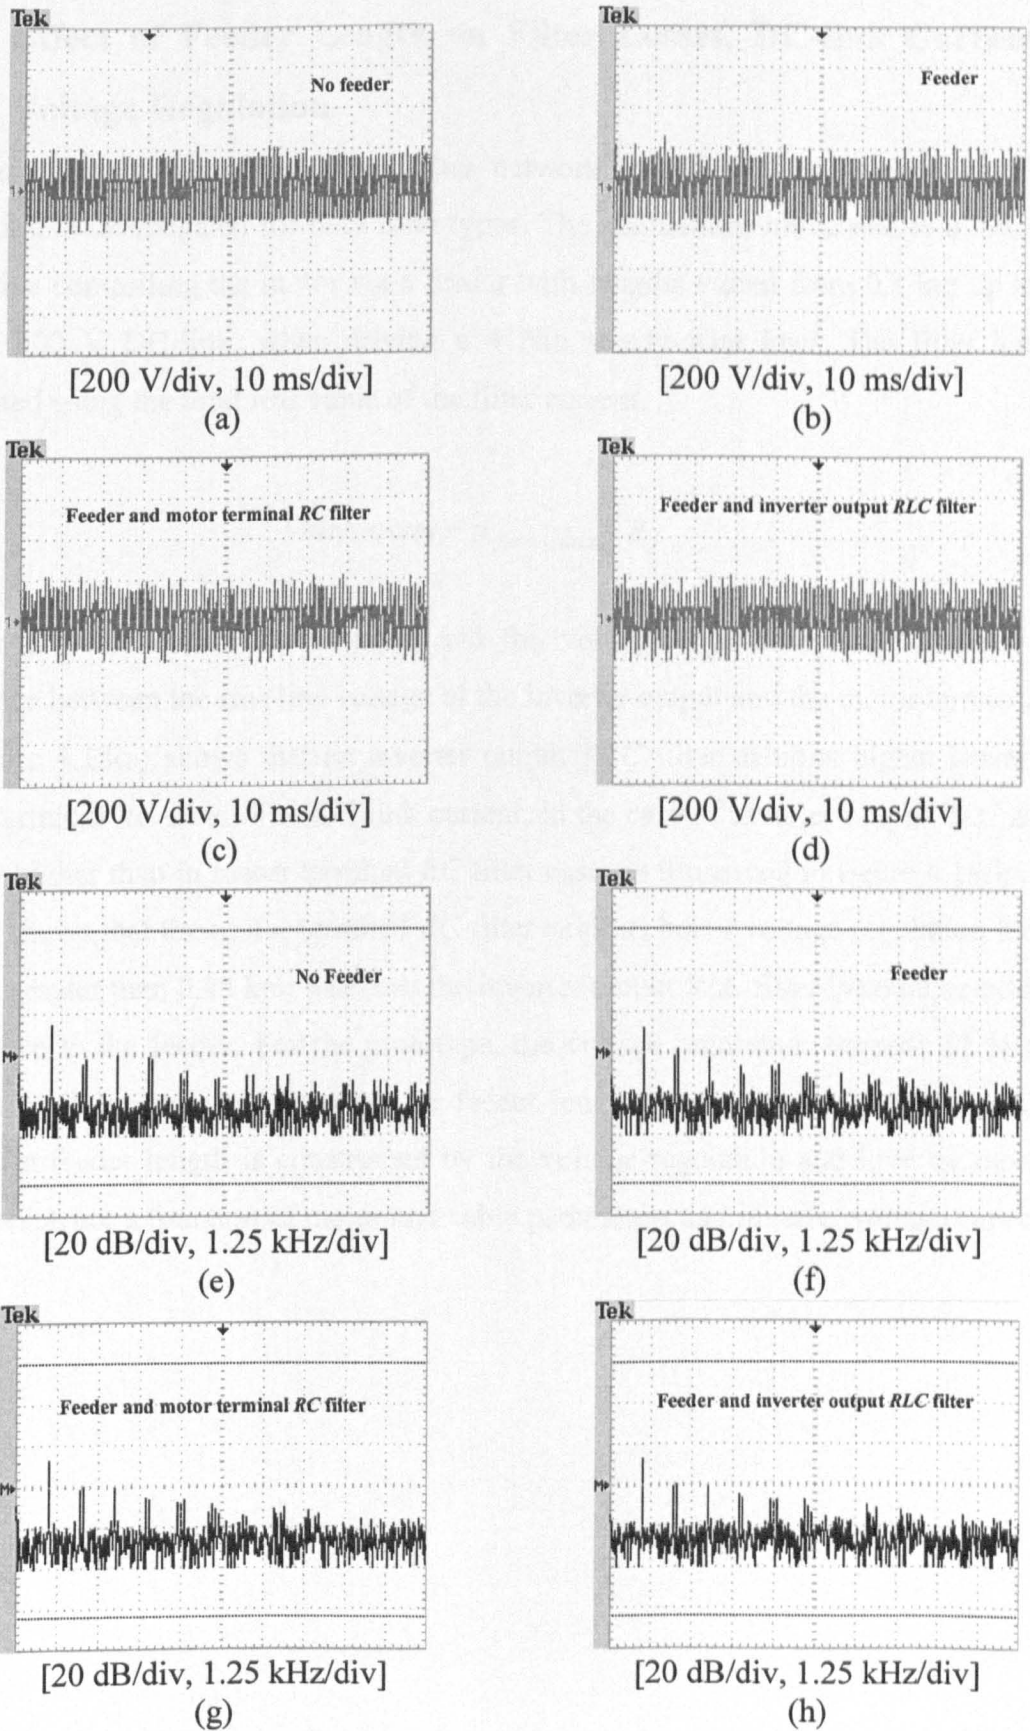 Tek
No feeder
1
[200 V/div, 10 ms/div]
(a)
Tek
Feeder
1
[200 V/div, 10 ms/div]
(b)
Tek
Feeder and motor terminal RC filter
1
[200 V/div, 10 ms/div]
(c)
Tek
Feeder and inverter output RLC filter
1
[200 V/div, 10 ms/div]
(d)
Tek
No Feeder
M
[20 dB/div, 1.25 kHz/div]
(e)
Tek
Feeder
M
[20 dB/div, 1.25 kHz/div]
(f)
Tek
Feeder and motor terminal RC filter
M
[20 dB/div, 1.25 kHz/div]
(g)
Tek
Feeder and inverter output RLC filter
M
[20 dB/div, 1.25 kHz/div]
(h)